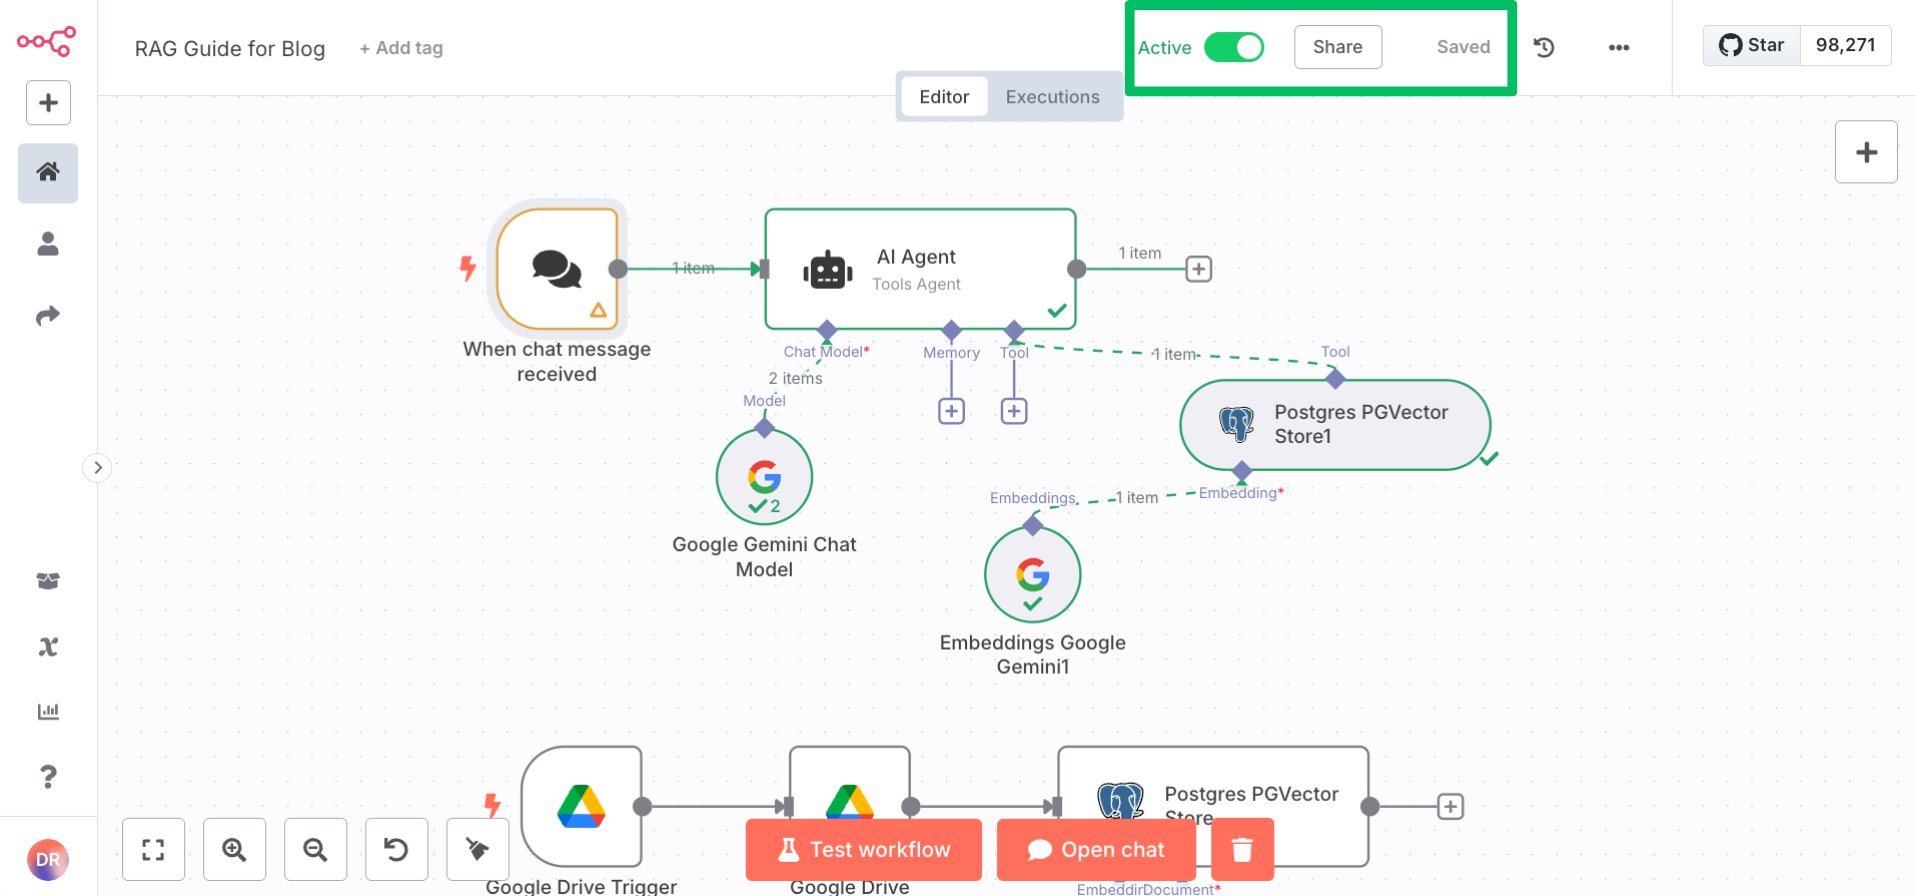 RAG Guide for Blog
+ Add tag
Active
Share
Saved
Star
98,271
Editor
Executions
1 item
AI Agent
Tools Agent
1 item
When chat message
received
Chat Model*
Memory
Tool
1 item
Tool
2 items
Model
Postgres PGVector
Store1
2
Embeddings
1 item
Embedding*
Google Gemini Chat
Model
Embeddings Google
Gemini1
Postgres PGVector
Store
Test workflow
Open chat
DR
Google Drive Trigger
Google Drive
EmbeddirDocument*